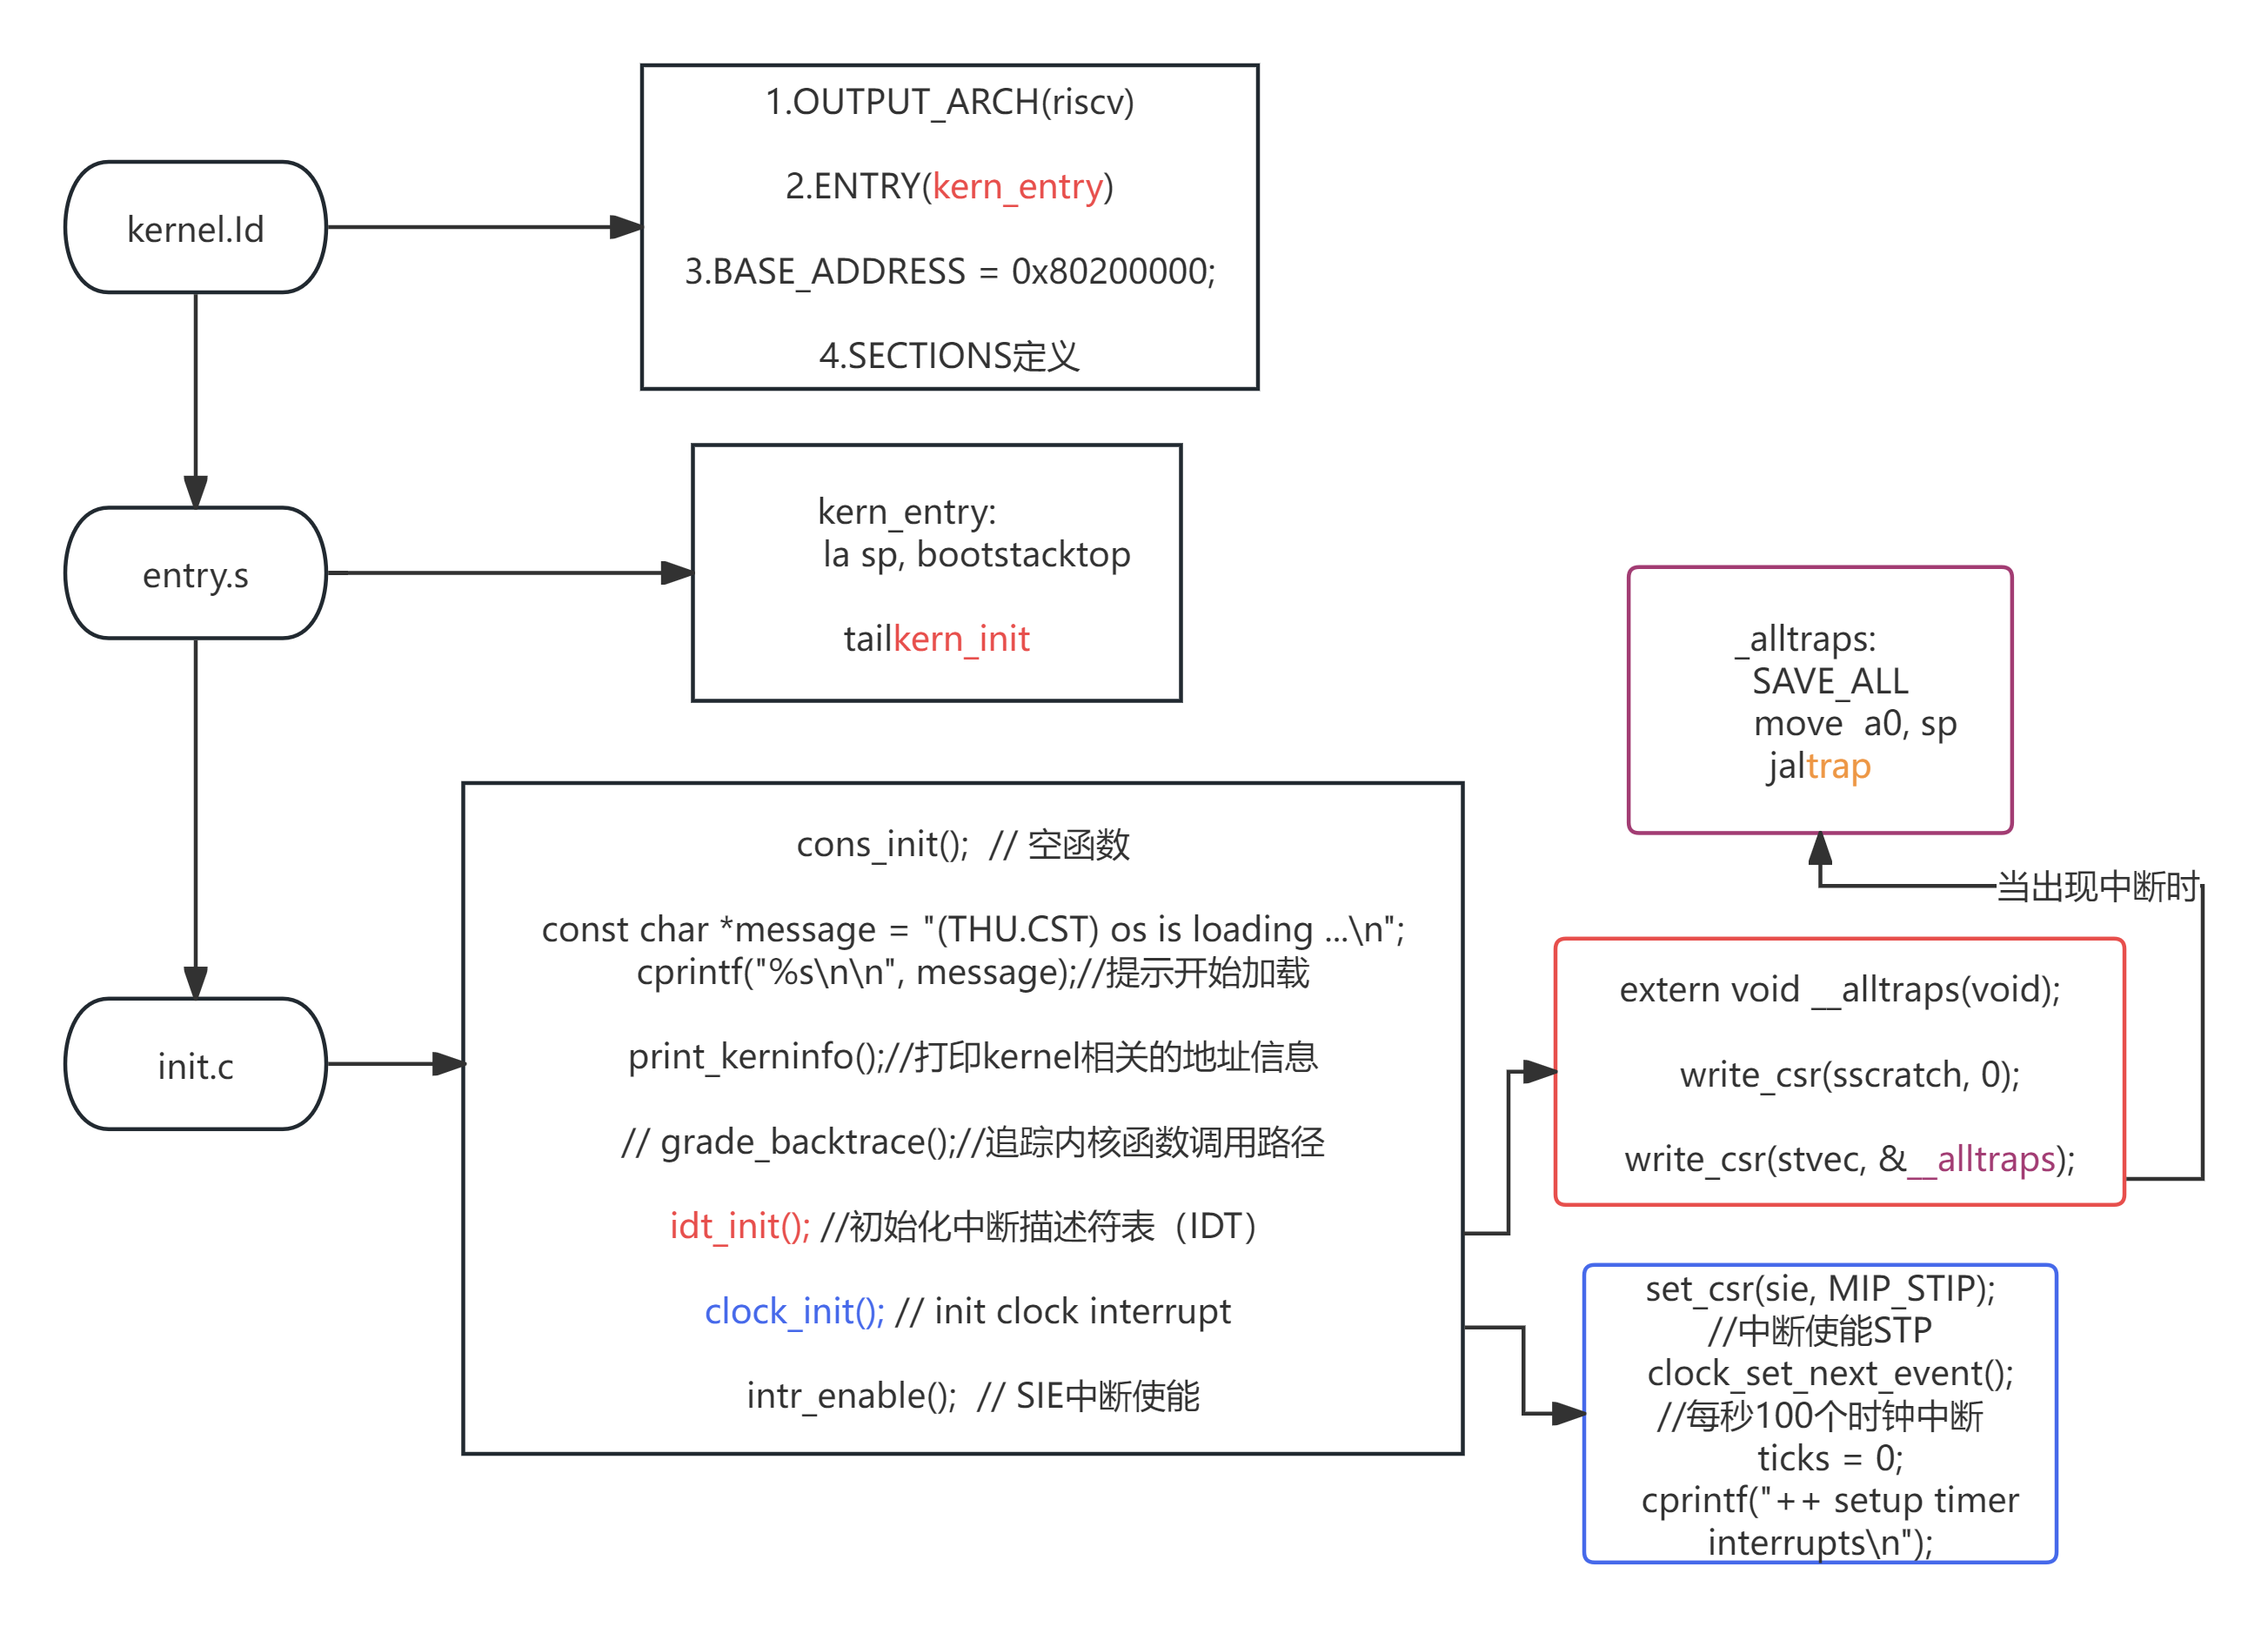 kernel.ld
1.OUTPUT_ARCH(riscv)
2.ENTRY(kern_entry)
3.BASE_ADDRESS = 0x80200000;
4.SECTIONS定义
entry.s
kern_entry:
la sp, bootstacktop
tailkern_init
init.c
cons_init();  // 空函数
const char *message = "(THU.CST) os is loading ...\n";
cprintf("%s\n\n", message);//提示开始加载
print_kerninfo();//打印kernel相关的地址信息
// grade_backtrace();//追踪内核函数调用路径
idt_init(); //初始化中断描述符表（IDT）
clock_init(); // init clock interrupt
intr_enable();  // SIE中断使能
_alltraps:
SAVE_ALL
move  a0, sp
jaltrap
当出现中断时
extern void __alltraps(void);
write_csr(sscratch, 0);
write_csr(stvec, &__alltraps);
set_csr(sie, MIP_STIP);
//中断使能STP
clock_set_next_event();
//每秒100个时钟中断
ticks = 0;
cprintf("++ setup timer
interrupts\n");